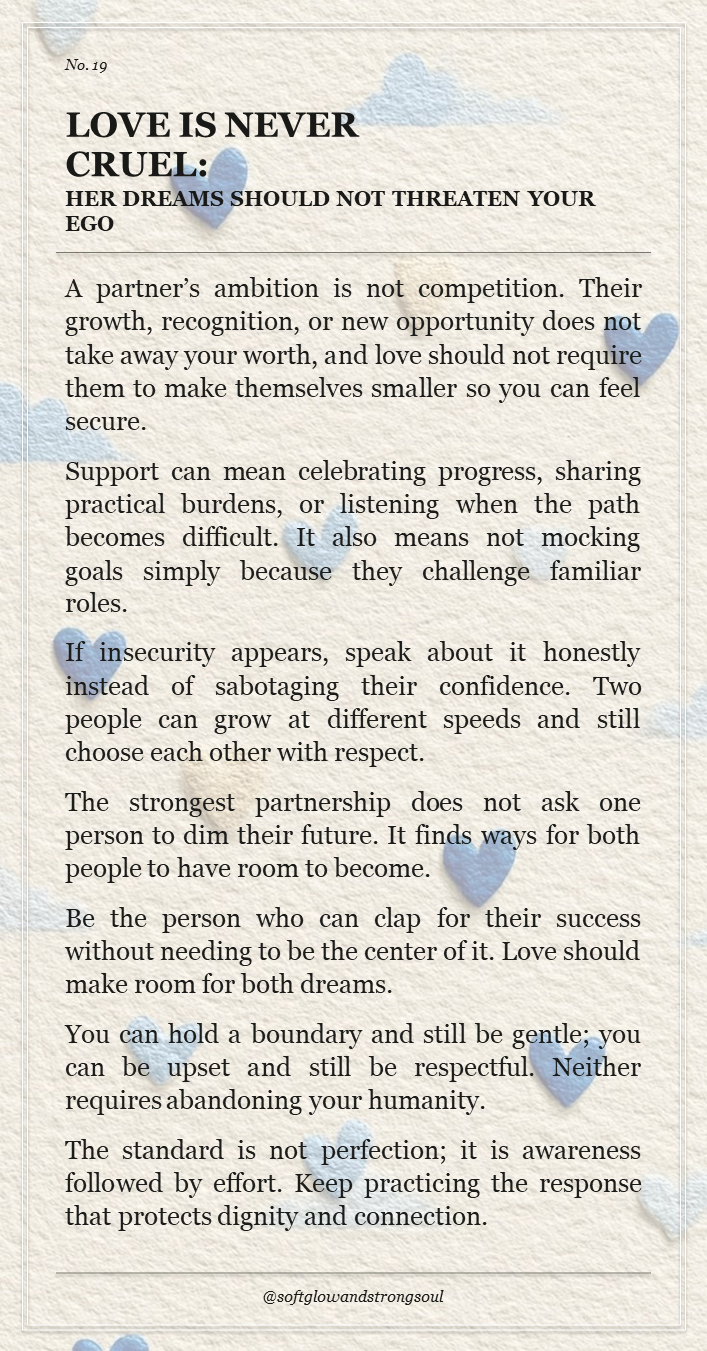 No. 19
LOVE IS NEVER
CRUEL:
HER DREAMS SHOULD NOT THREATEN YOUR
EGO
A partner’s ambition is not competition. Their
growth, recognition, or new opportunity does not
take away your worth, and love should not require
them to make themselves smaller so you can feel
secure.
Support can mean celebrating progress, sharing
practical burdens, or listening when the path
becomes difficult. It also means not mocking
goals simply because they challenge familiar
roles.
If insecurity appears, speak about it honestly
instead of sabotaging their confidence. Two
people can grow at different speeds and still
choose each other with respect.
The strongest partnership does not ask one
person to dim their future. It finds ways for both
people to have room to become.
Be the person who can clap for their success
without needing to be the center of it. Love should
make room for both dreams.
You can hold a boundary and still be gentle; you
can be upset and still be respectful. Neither
requires abandoning your humanity.
The standard is not perfection; it is awareness
followed by effort. Keep practicing the response
that protects dignity and connection.
@softglowandstrongsoul